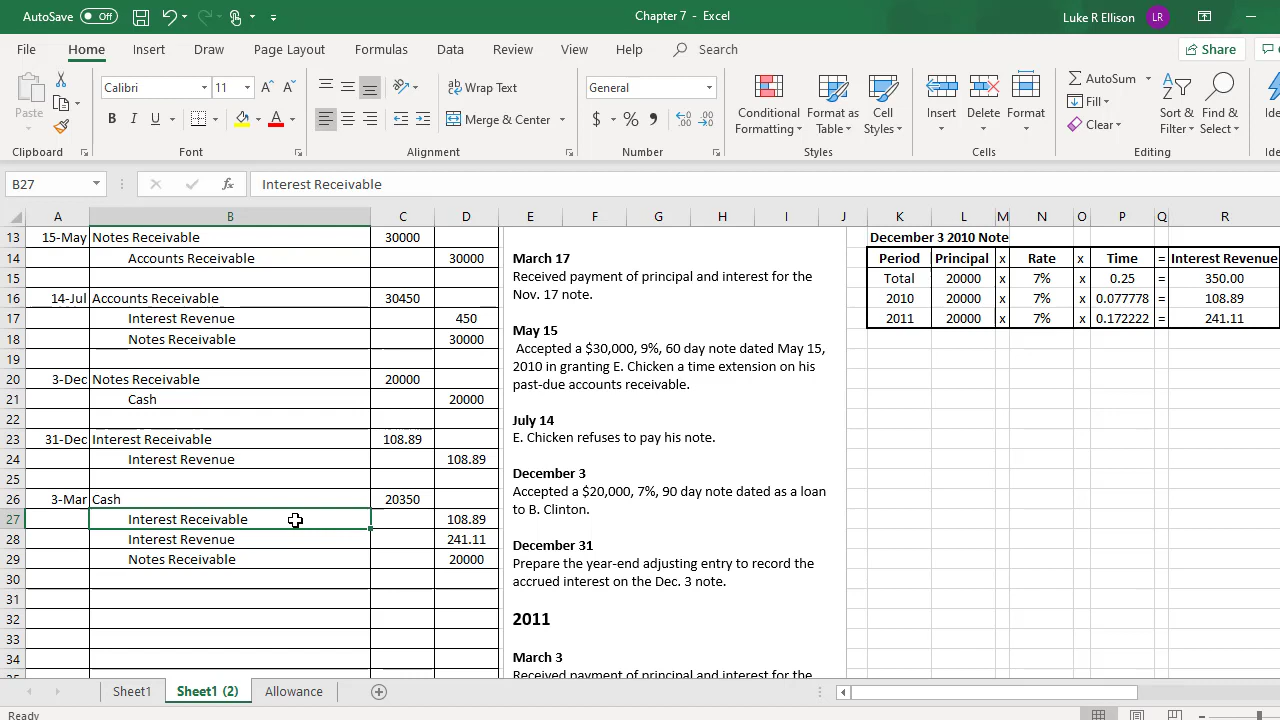 AutoSave Off
Chapter 7 - Excel
Luke R Ellison LR
File Home Insert Draw Page Layout Formulas Data Review View Help Search
Share
Paste
Calibri 11
B I U
Wrap Text
Merge & Center
General
$ % 9
Conditional Formatting
Format as Table
Cell Styles
Insert
Delete
Format
AutoSum
Fill
Clear
Sort & Filter
Find & Select
Clipboard Font Alignment Number Styles Cells Editing
B27 fx Interest Receivable
A B C D E F G H I J K L M N O P Q R
13 15-May Notes Receivable 30000
14 Accounts Receivable 30000
15
16 14-Jul Accounts Receivable 30450
17 Interest Revenue 450
18 Notes Receivable 30000
19
20 3-Dec Notes Receivable 20000
21 Cash 20000
22
23 31-Dec Interest Receivable 108.89
24 Interest Revenue 108.89
25
26 3-Mar Cash 20350
27 Interest Receivable 108.89
28 Interest Revenue 241.11
29 Notes Receivable 20000
30
31
32
33
34
March 17
Received payment of principal and interest for the
Nov. 17 note.
May 15
Accepted a $30,000, 9%, 60 day note dated May 15,
2010 in granting E. Chicken a time extension on his
past-due accounts receivable.
July 14
E. Chicken refuses to pay his note.
December 3
Accepted a $20,000, 7%, 90 day note dated as a loan
to B. Clinton.
December 31
Prepare the year-end adjusting entry to record the
accrued interest on the Dec. 3 note.
2011
March 3
Received payment of principal and interest for the
December 3 2010 Note
Period Principal x Rate x Time = Interest Revenue
Total 20000 x 7% x 0.25 = 350.00
2010 20000 x 7% x 0.077778 = 108.89
2011 20000 x 7% x 0.172222 = 241.11
Sheet1 Sheet1 (2) Allowance
Ready